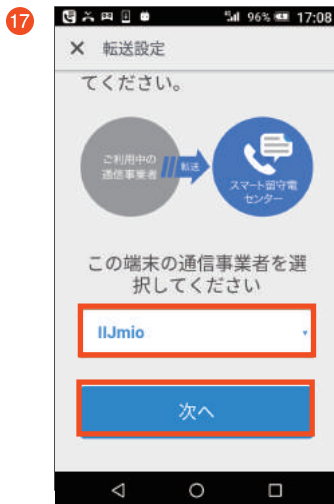 17
96% 17:08
× 転送設定
てください。
ご利用中の
通信事業者
転送
スマート留守電
センター
この端末の通信事業者を選
択してください
IIJmio
次へ